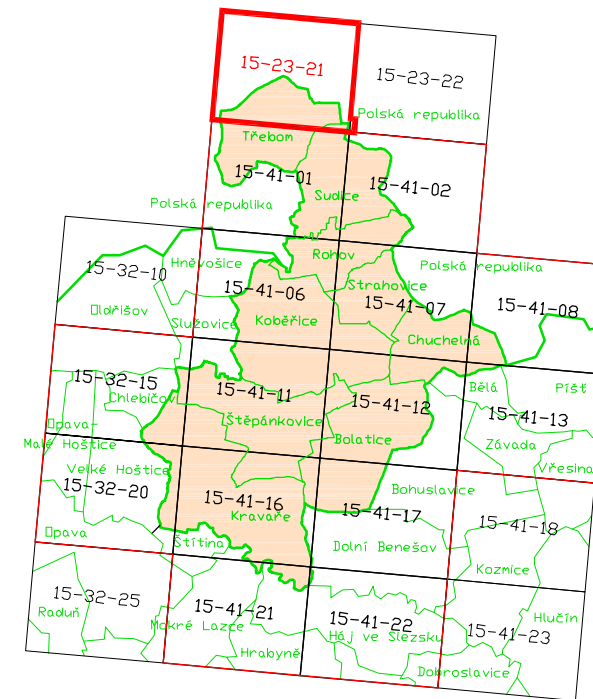 15-23-21
15-23-22
Polská republika
Třebom
15-41-01
Sudice
15-41-02
Polská republika
Hněvošice
Rohov
Polská republika
15-32-10
15-41-06
Strahovice
15-41-07
15-41-08
▯ldřišov
Služovice
Kobeřice
Chuchelná
15-32-15
15-41-11
Bělá
Píšť
Chlebičov
15-41-12
15-41-13
▯pava-
Štěpánkovice
Malé Hoštice
Bolatice
Závada
Velké Hoštice
Vřesina
15-32-20
Bohuslavice
15-41-16
Kravaře
15-41-17
15-41-18
▯pava
Štítina
Dolní Benešov
Kozmice
15-32-25
15-41-21
15-41-22
Raduň
Mokré Lazce
Háj ve Slezsku
15-41-23
Hlučín
Hrabyně
Dobroslavice